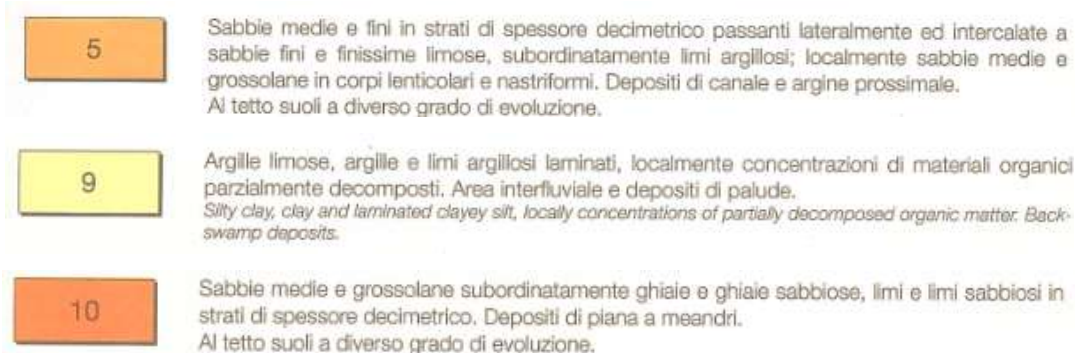 5
Sabbie medie e fini in strati di spessore decimetrico passanti lateralmente ed intercalate a
sabbie fini e finissime limose, subordinatamente limi argillosi; localmente sabbie medie e
grossolane in corpi lenticolari e nastriformi. Depositi di canale e argine prossimale.
Al tetto suoli a diverso grado di evoluzione.
9
Argille limose, argille e limi argillosi laminati, localmente concentrazioni di materiali organici
parzialmente decomposti. Area interfluviale e depositi di palude.
Silty clay, clay and laminated clayey silt, locally concentrations of partially decomposed organic matter. Back-
swamp deposits.
10
Sabbie medie e grossolane subordinatamente ghiaie e ghiaie sabbiose, limi e limi sabbiosi in
strati di spessore decimetrico. Depositi di piana a meandri.
Al tetto suoli a diverso grado di evoluzione.